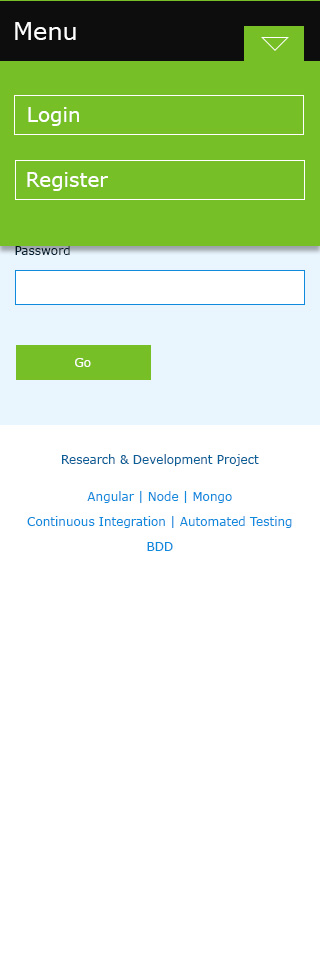 Menu
Login
Register
Password
Go
Research & Development Project
Angular | Node | Mongo
Continuous Integration | Automated Testing
BDD